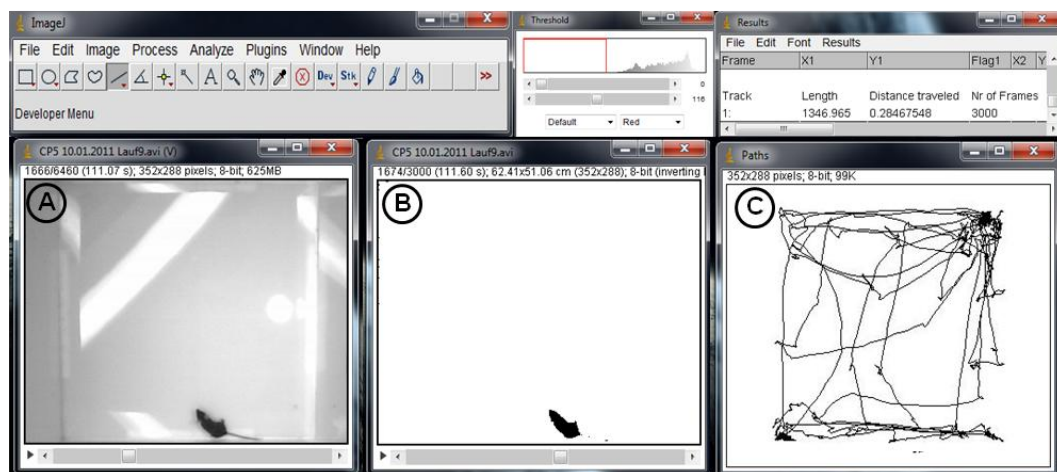 ImageJ
File Edit Image Process Analyze Plugins Window Help
A Dev Stk >>
Developer Menu
Threshold
0
116
Default Red
Results
File Edit Font Results
Frame X1 Y1 Flag1 X2 Y
Track Length Distance traveled Nr of Frames
1: 1346.965 0.28467548 3000
CP5 10.01.2011 Lauf9.avi (V)
1666/6460 (111.07 s); 352x288 pixels; 8-bit; 625MB
A
CP5 10.01.2011 Lauf9.avi
1674/3000 (111.60 s); 62.41x51.06 cm (352x288); 8-bit (inverting
B
Paths
352x288 pixels; 8-bit; 99K
C